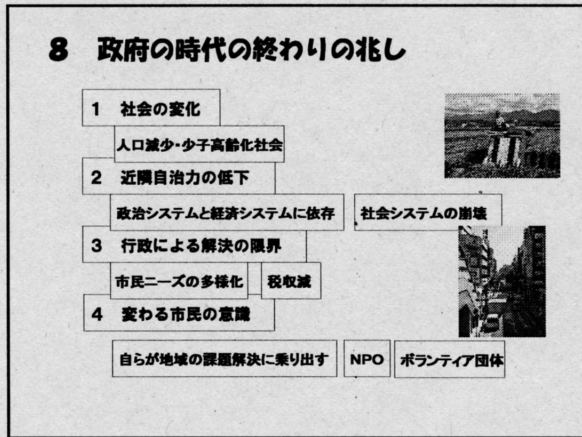 8 政府の時代の終わりの兆し
1 社会の変化
人口減少・少子高齢化社会
2 近隣自治力の低下
政治システムと経済システムに依存 社会システムの崩壊
3 行政による解決の限界
市民ニーズの多様化 税収減
4 変わる市民の意識
自らが地域の課題解決に乗り出す NPO ボランティア団体